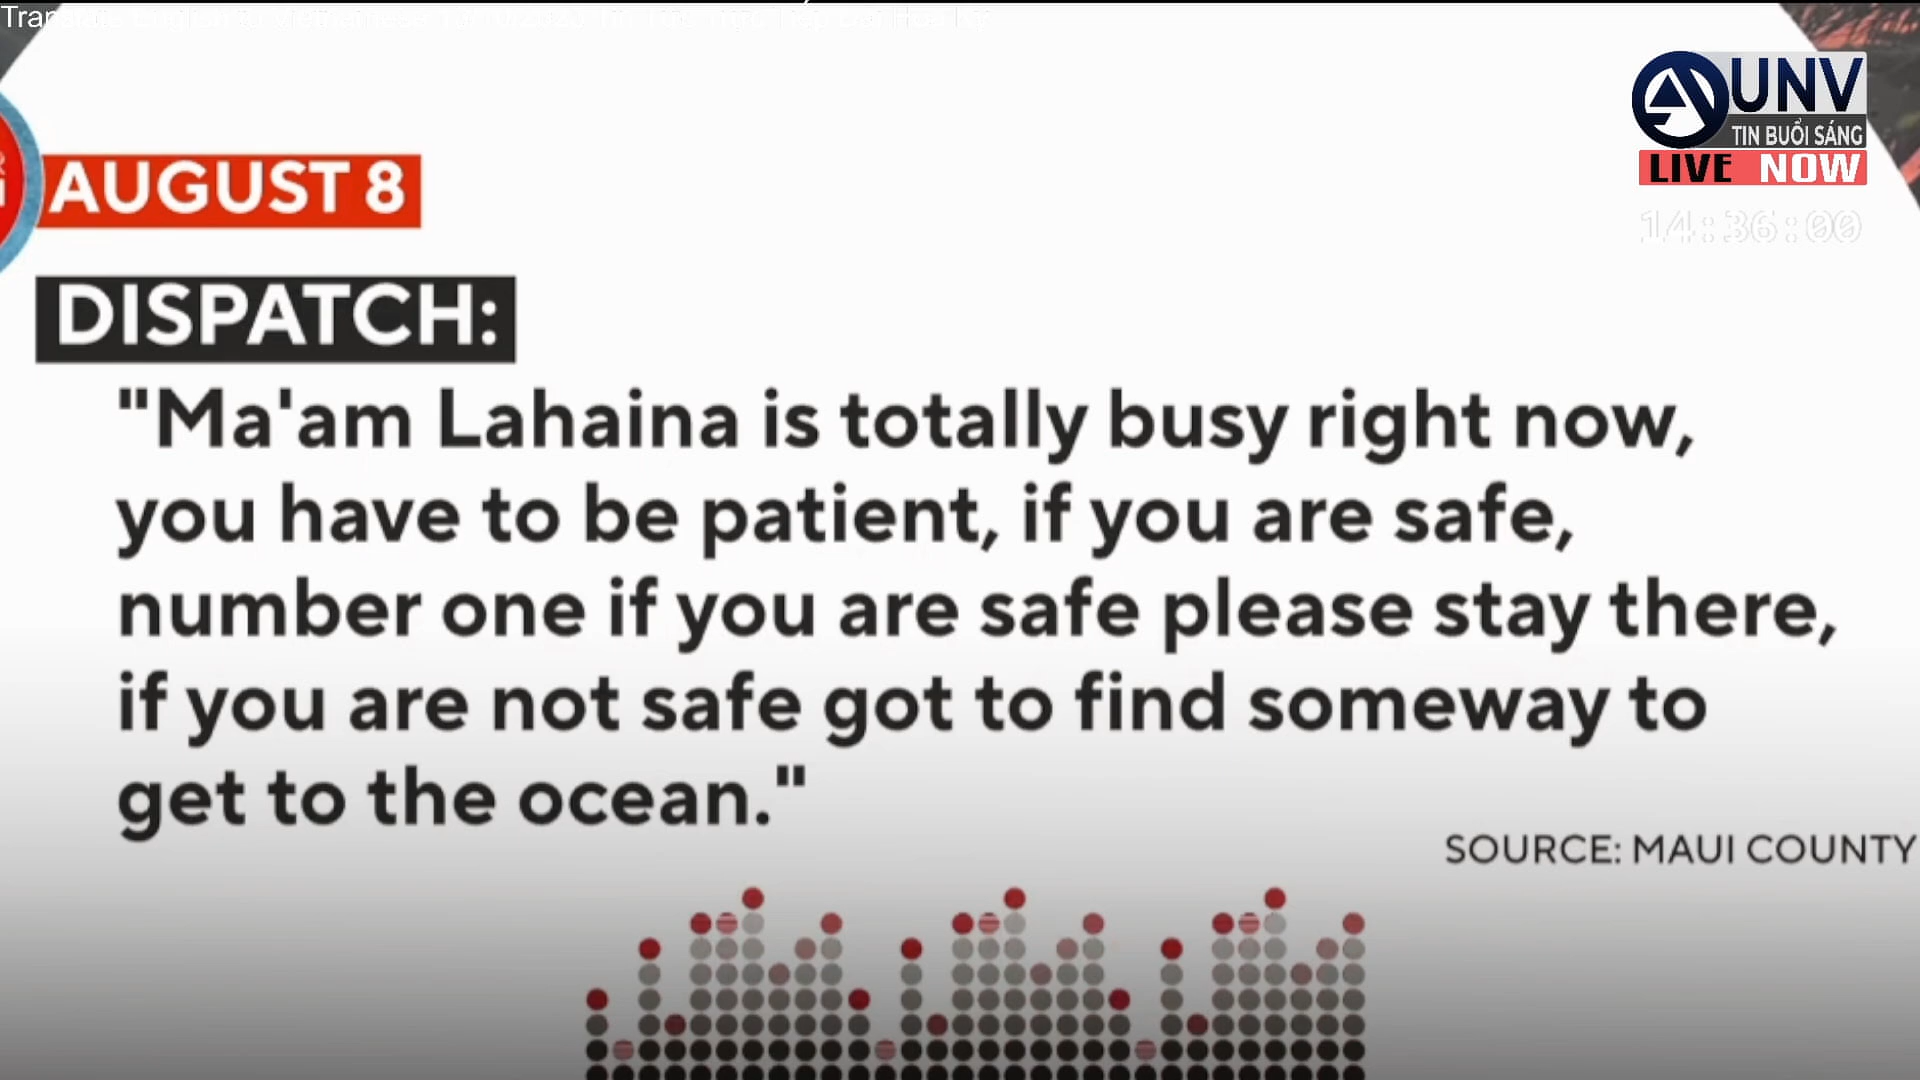 UNV
TIN BUỔI SÁNG
LIVE NOW
14:36:00
AUGUST 8
DISPATCH:
"Ma'am Lahaina is totally busy right now,
you have to be patient, if you are safe,
number one if you are safe please stay there,
if you are not safe got to find someway to
get to the ocean."
SOURCE: MAUI COUNTY